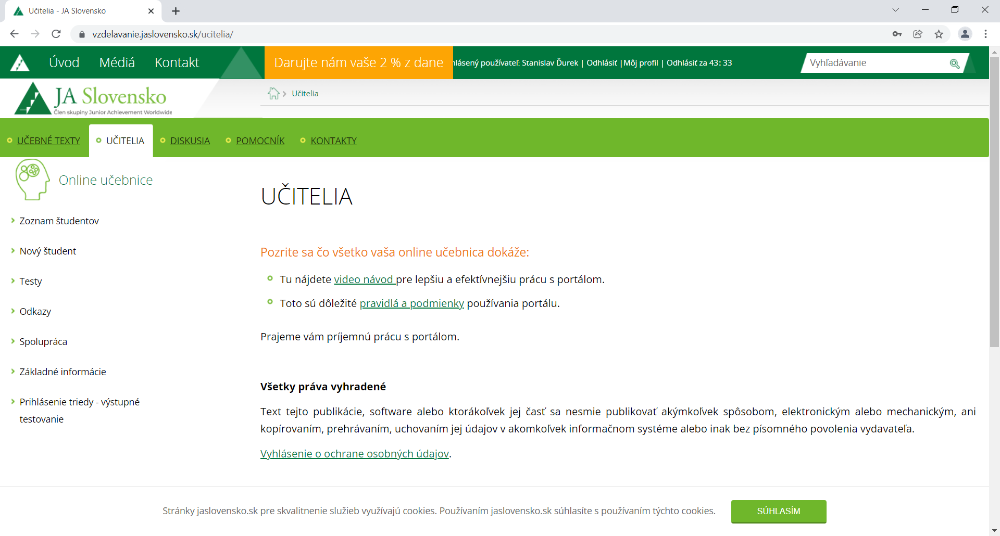 Učitelia - JA Slovensko
vzdelavanie.jaslovensko.sk/ucitelia/
Úvod Médiá Kontakt
Darujte nám vaše 2 % z dane
hlásený používateľ: Stanislav Ďurek | Odhlásiť |Môj profil | Odhlásiť za 43: 33
Vyhľadávanie
JA Slovensko
Člen skupiny Junior Achievement Worldwide
Učitelia
UČEBNÉ TEXTY UČITELIA DISKUSIA POMOCNÍK KONTAKTY
Online učebnice
Zoznam študentov
Nový študent
Testy
Odkazy
Spolupráca
Základné informácie
Prihlásenie triedy - výstupné
testovanie
UČITELIA
Pozrite sa čo všetko vaša online učebnica dokáže:
Tu nájdete video návod pre lepšiu a efektívnejšiu prácu s portálom.
Toto sú dôležité pravidlá a podmienky používania portálu.
Prajeme vám príjemnú prácu s portálom.
Všetky práva vyhradené
Text tejto publikácie, software alebo ktorákoľvek jej časť sa nesmie publikovať akýmkoľvek spôsobom, elektronickým alebo mechanickým, ani
kopírovaním, prehrávaním, uchovaním jej údajov v akomkoľvek informačnom systéme alebo inak bez písomného povolenia vydavateľa.
Vyhlásenie o ochrane osobných údajov.
Stránky jaslovensko.sk pre skvalitnenie služieb využívajú cookies. Používaním jaslovensko.sk súhlasíte s používaním týchto cookies.
SÚHLASÍM